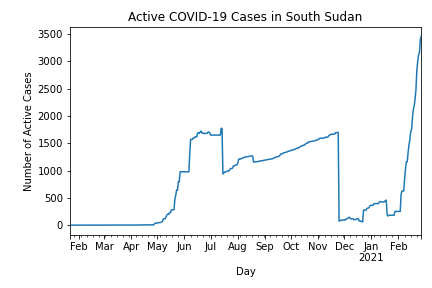 Active COVID-19 Cases in South Sudan
Number of Active Cases
3500
3000
2500
2000
1500
1000
500
0
Feb Mar Apr May Jun Jul Aug Sep Oct Nov Dec Jan Feb
2021
Day